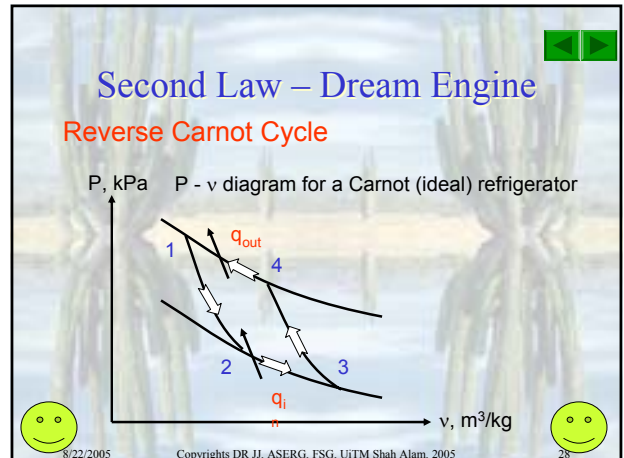 Second Law – Dream Engine
Reverse Carnot Cycle
P, kPa P - ν diagram for a Carnot (ideal) refrigerator
1
q_out
4
2
3
q_in
ν, m³/kg
8/22/2005 Copyrights DR JJ, ASERG, FSG, UiTM Shah Alam, 2005 28